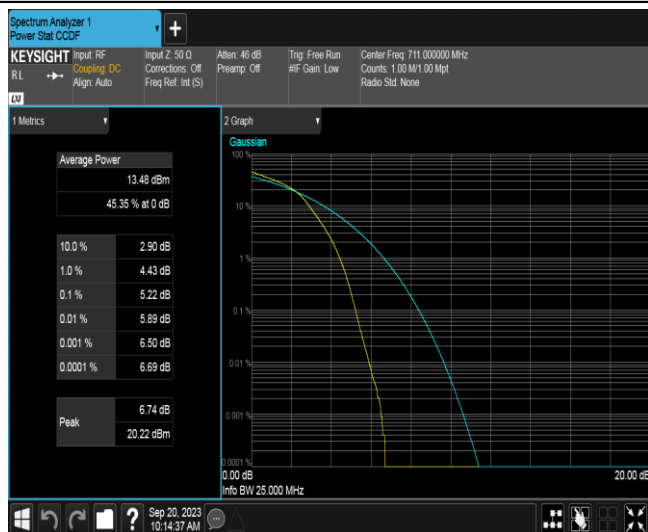 Spectrum Analyzer 1
Power Stat CCDF
+
KEYSIGHT
RL
Input: RF
Coupling: DC
Align: Auto
Input Z: 50 Ω
Corrections: Off
Freq Ref: Int (S)
Atten: 46 dB
Preamp: Off
Trig: Free Run
#IF Gain: Low
Center Freq: 711.000000 MHz
Counts: 1.00 M/1.00 Mpt
Radio Std: None
LXI
1 Metrics
Average Power
13.48 dBm
45.35 % at 0 dB
10.0 % 2.90 dB
1.0 % 4.43 dB
0.1 % 5.22 dB
0.01 % 5.89 dB
0.001 % 6.50 dB
0.0001 % 6.69 dB
Peak
6.74 dB
20.22 dBm
2 Graph
Gaussian
100 %
10 %
1 %
0.1 %
0.01 %
0.001 %
0.0001 %
0.00 dB
20.00 dB
Info BW 25.000 MHz
?
Sep 20, 2023
10:14:37 AM